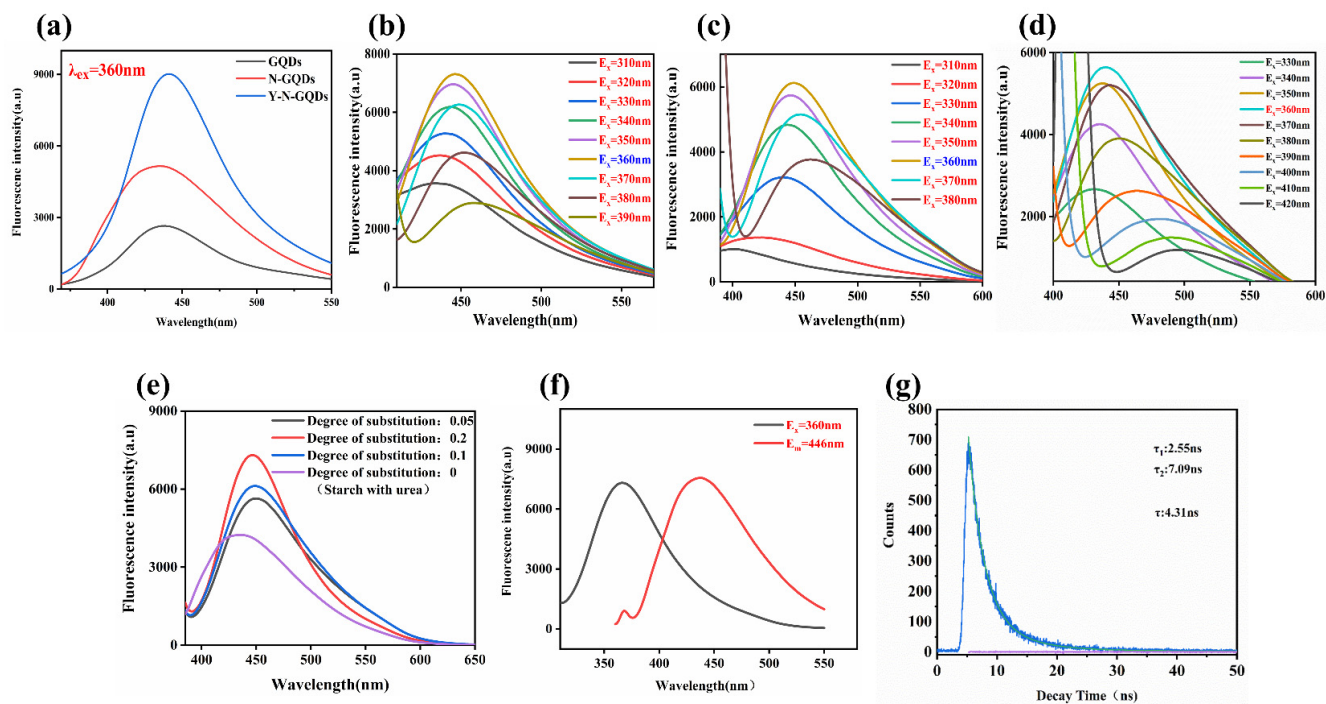 (a)
λex=360nm
GQDs
N-GQDs
Y-N-GQDs
Fluorescence intensity(a.u)
9000
6000
3000
0
400
450
500
550
Wavelength(nm)
(b)
Ex=310nm
Ex=320nm
Ex=330nm
Ex=340nm
Ex=350nm
Ex=360nm
Ex=370nm
Ex=380nm
Ex=390nm
Fluorescence intensity(a.u)
8000
6000
4000
2000
0
450
500
550
Wavelength(nm)
(c)
Ex=310nm
Ex=320nm
Ex=330nm
Ex=340nm
Ex=350nm
Ex=360nm
Ex=370nm
Ex=380nm
Fluorescence intensity(a.u)
6000
4000
2000
0
400
450
500
550
600
Wavelength(nm)
(d)
Ex=330nm
Ex=340nm
Ex=350nm
Ex=360nm
Ex=370nm
Ex=380nm
Ex=390nm
Ex=400nm
Ex=410nm
Ex=420nm
Fluorescence intensity(a.u)
6000
4000
2000
400
450
500
550
600
Wavelength(nm)
(e)
Degree of substitution：0.05
Degree of substitution：0.2
Degree of substitution：0.1
Degree of substitution：0
（Starch with urea）
Fluorescene intensity(a.u)
9000
6000
3000
0
400
450
500
550
600
650
Wavelength(nm)
(f)
Ex=360nm
Em=446nm
Fluorescene intensity(a.u)
9000
6000
3000
0
350
400
450
500
550
Wavelength(nm）
(g)
τ1:2.55ns
τ2:7.09ns
τ:4.31ns
Counts
800
700
600
500
400
300
200
100
0
0
10
20
30
40
50
Decay Time（ns)